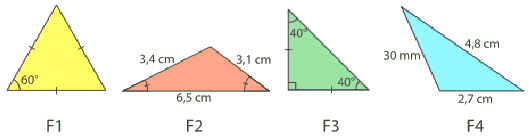 60°
F1
3,4 cm
3,1 cm
6,5 cm
F2
40°
40°
F3
30 mm
4,8 cm
2,7 cm
F4